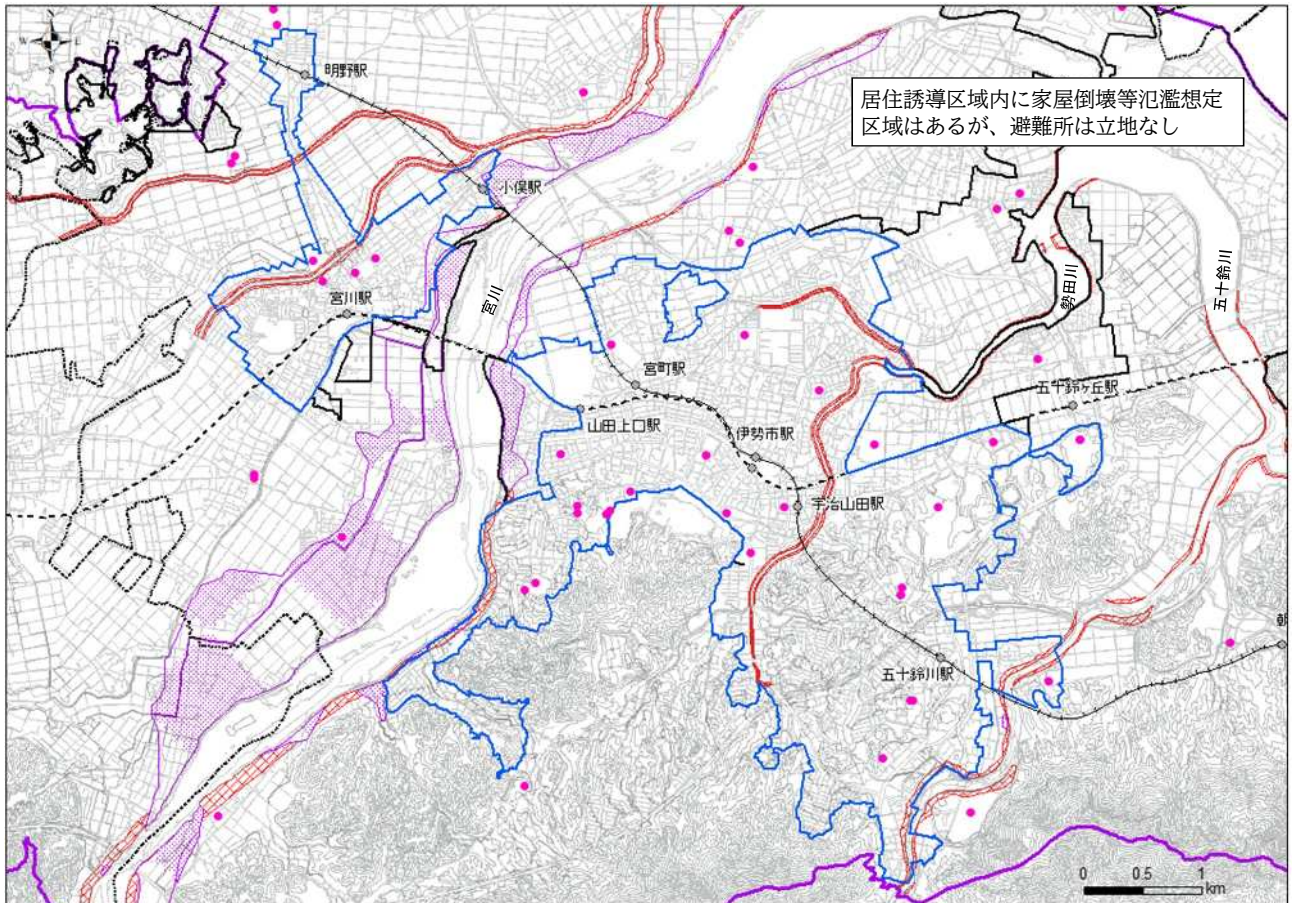 N
W
E
S
居住誘導区域内に家屋倒壊等氾濫想定
区域はあるが、避難所は立地なし
明野駅
小俣駅
宮川駅
宮川
勢田川
五十鈴川
宮町駅
五十鈴ヶ丘駅
山田上口駅
伊勢市駅
宇治山田駅
五十鈴川駅
朝
0 0.5 1
km